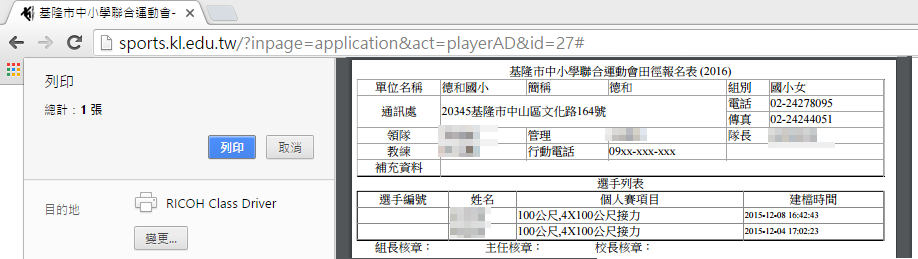 基隆市中小學聯合運動會-
sports.kl.edu.tw/?inpage=application&act=playerAD&id=27#
列印
總計：1 張
列印 取消
目的地 RICOH Class Driver
變更...
基隆市中小學聯合運動會田徑報名表 (2016)
單位名稱 德和國小 簡稱 德和 組別 國小女
通訊處 20345基隆市中山區文化路164號 電話 02-24278095
傳真 02-24244051
領隊 管理 隊長
教練 行動電話 09xx-xxx-xxx
補充資料
選手列表
選手編號 姓名 個人賽項目 建檔時間
100公尺,4X100公尺接力 2015-12-08 16:42:43
100公尺,4X100公尺接力 2015-12-04 17:02:23
組長核章： 主任核章： 校長核章：